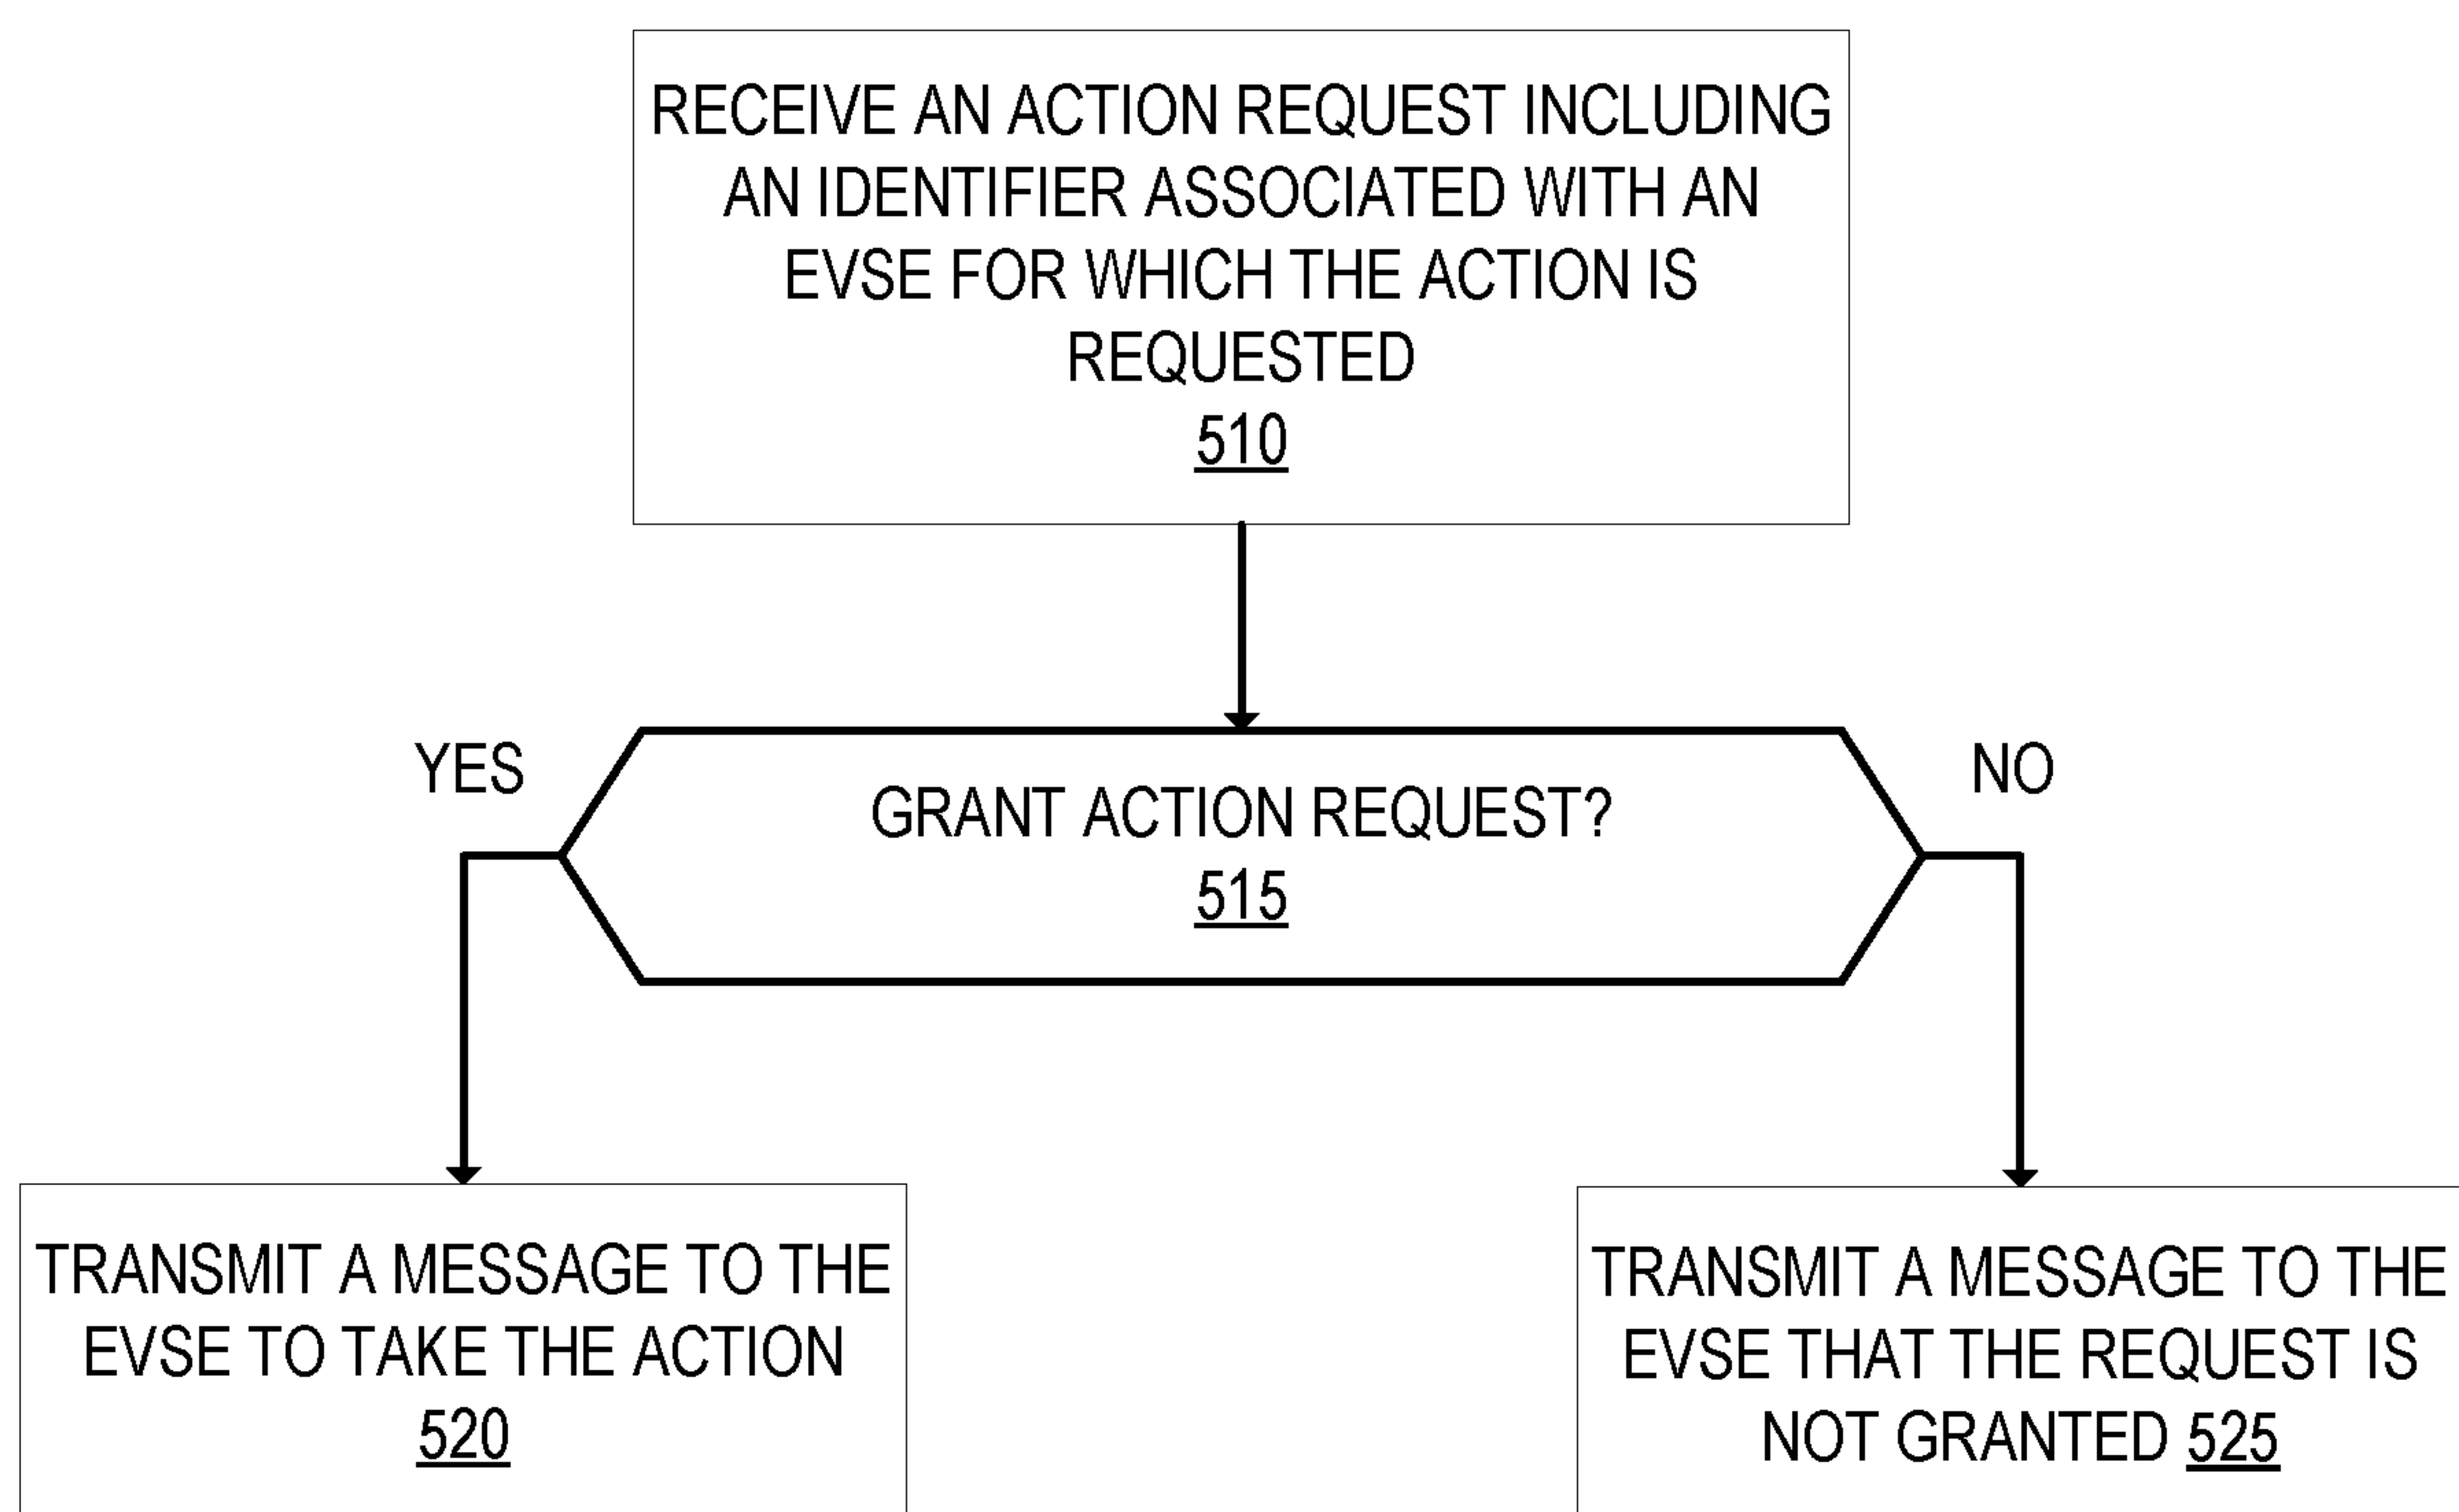 RECEIVE AN ACTION REQUEST INCLUDING
AN IDENTIFIER ASSOCIATED WITH AN
EVSE FOR WHICH THE ACTION IS
REQUESTED
510
YES
NO
GRANT ACTION REQUEST?
515
TRANSMIT A MESSAGE TO THE
EVSE TO TAKE THE ACTION
520
TRANSMIT A MESSAGE TO THE
EVSE THAT THE REQUEST IS
NOT GRANTED 525